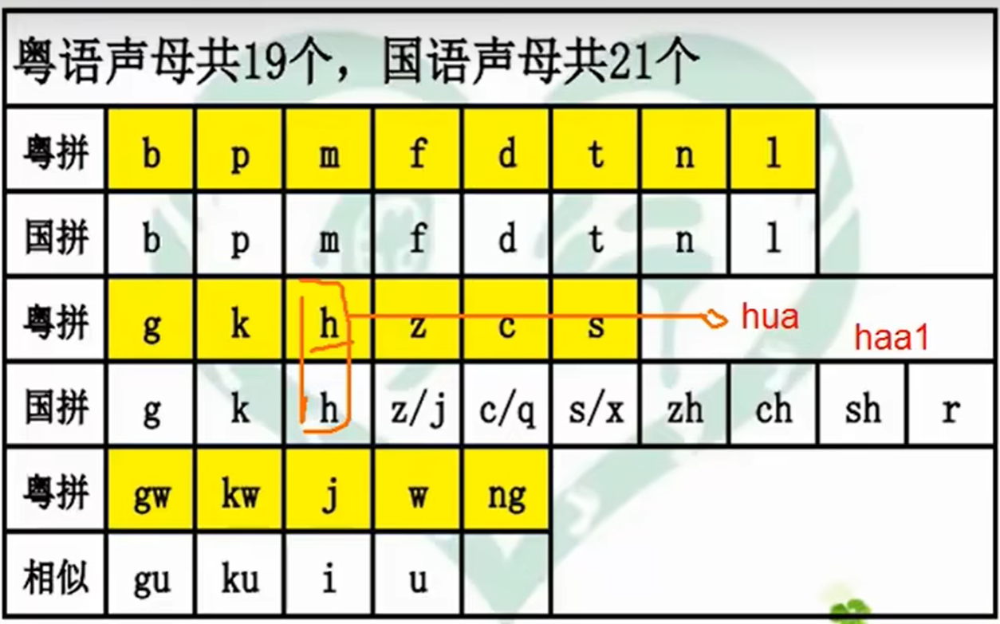 粤语声母共19个，国语声母共21个
粤拼 b p m f d t n l
国拼 b p m f d t n l
粤拼 g k h z c s hua haa1
国拼 g k h z/j c/q s/x zh ch sh r
粤拼 gw kw j w ng
相似 gu ku i u